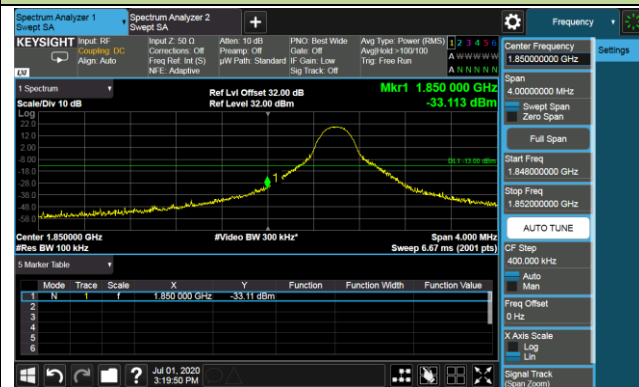 Spectrum Analyzer 1
Swept SA
Spectrum Analyzer 2
Swept SA
+
Frequency
KEYSIGHT
Input: RF
Coupling: DC
Align: Auto
Input Z: 50 Ω
Corrections: Off
Freq Ref: Int (S)
NFE: Adaptive
Atten: 10 dB
Preamp: Off
µW Path: Standard
PNO: Best Wide
Gate: Off
IF Gain: Low
Sig Track: Off
Avg Type: Power (RMS)
Avg|Hold:>100/100
Trig: Free Run
1 2 3 4 5 6
A W W W W W
A N N N N N
LXI
1 Spectrum
Scale/Div 10 dB
Log
Ref Lvl Offset 32.00 dB
Ref Level 32.00 dBm
Mkr1 1.850 000 GHz
-33.113 dBm
22.0
12.0
2.00
-8.00
-18.0
-28.0
-38.0
-48.0
-58.0
DL1 -13.00 dBm
1
Center 1.850000 GHz
#Res BW 100 kHz
#Video BW 300 kHz*
Span 4.000 MHz
Sweep 6.67 ms (2001 pts)
5 Marker Table
Mode Trace Scale X Y Function Function Width Function Value
1 N 1 f 1.850 000 GHz -33.11 dBm
2
3
4
5
6
?
Jul 01, 2020
3:19:50 PM
Center Frequency
1.850000000 GHz
Span
4.00000000 MHz
Swept Span
Zero Span
Full Span
Start Freq
1.848000000 GHz
Stop Freq
1.852000000 GHz
AUTO TUNE
CF Step
400.000 kHz
Auto
Man
Freq Offset
0 Hz
X Axis Scale
Log
Lin
Signal Track
(Span Zoom)
Settings